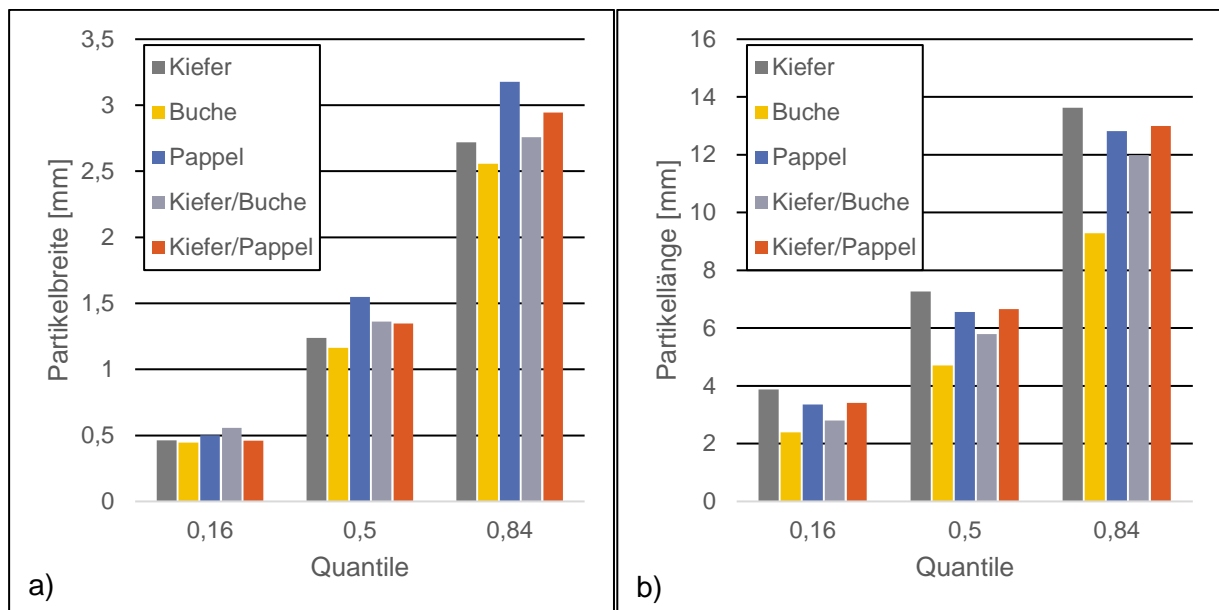 3,5
3
2,5
2
1,5
1
0,5
0
Partikelbreite [mm]
Kiefer
Buche
Pappel
Kiefer/Buche
Kiefer/Pappel
0,16 0,5 0,84
Quantile
a)
16
14
12
10
8
6
4
2
0
Partikellänge [mm]
Kiefer
Buche
Pappel
Kiefer/Buche
Kiefer/Pappel
0,16 0,5 0,84
Quantile
b)